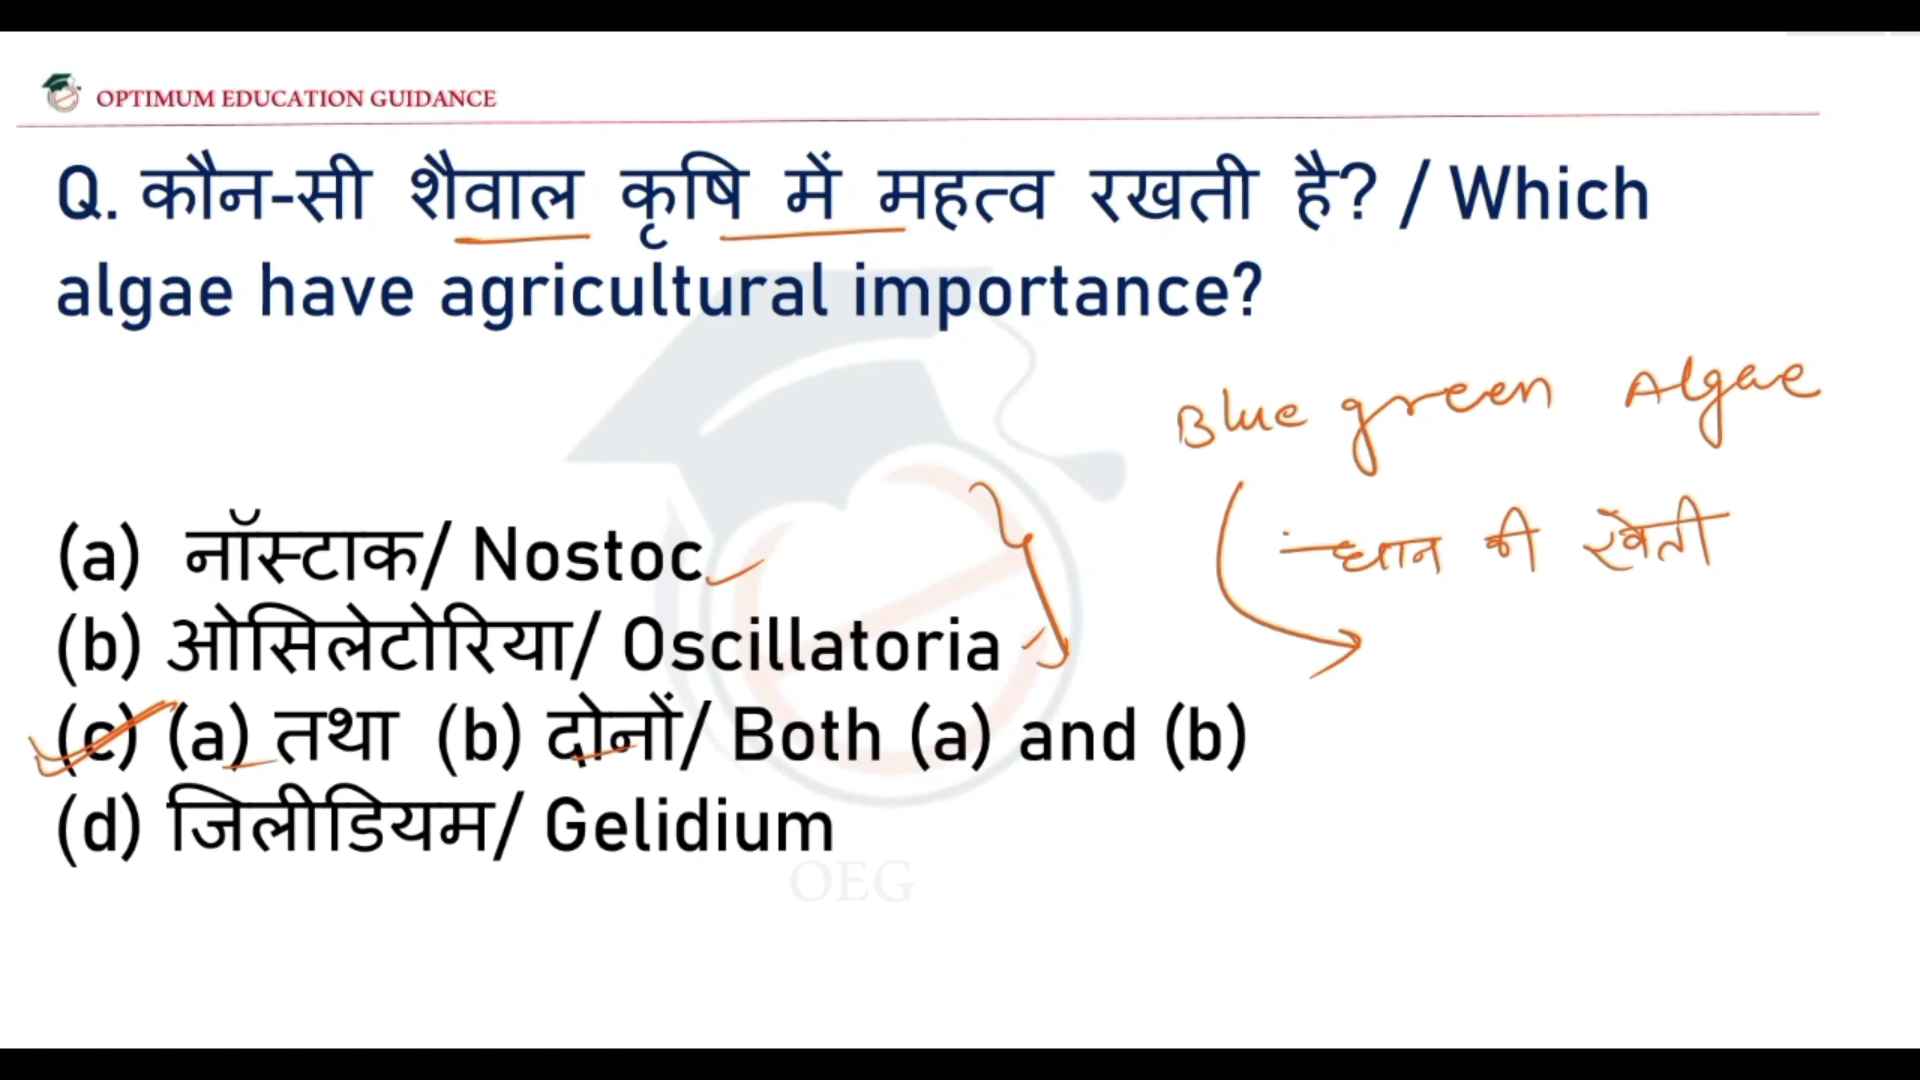 OPTIMUM EDUCATION GUIDANCE
Q. कौन-सी शैवाल कृषि में महत्व रखती है? / Which
algae have agricultural importance?
Blue green Algae
धान की खेती
(a) नॉस्टाक/ Nostoc
(b) ओसिलेटोरिया/ Oscillatoria
(c) (a) तथा (b) दोनों/ Both (a) and (b)
(d) जिलीडियम/ Gelidium
OEG